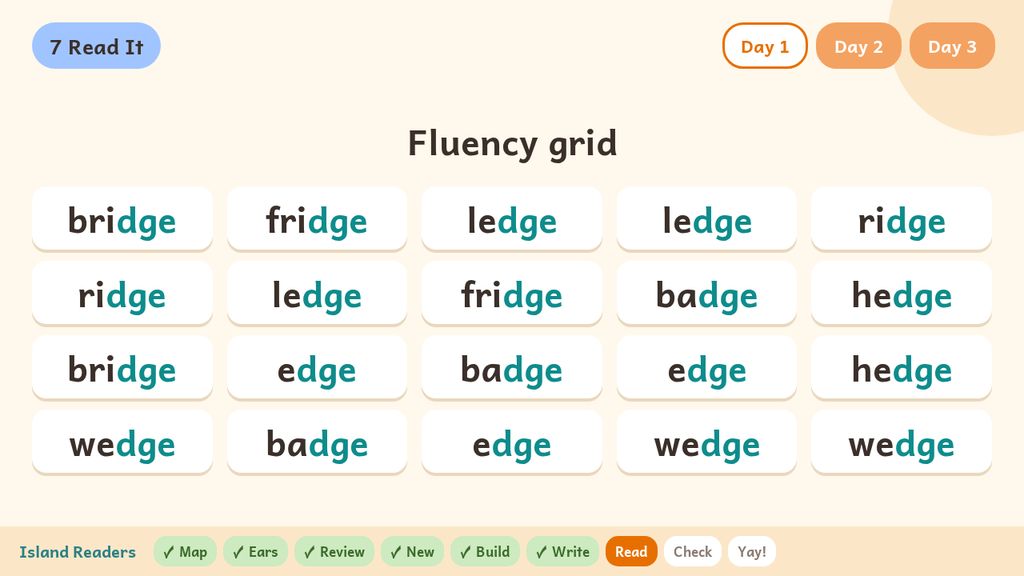 7 Read It
Day 1 Day 2 Day 3
Fluency grid
bridge fridge ledge ledge ridge
ridge ledge fridge badge hedge
bridge edge badge edge hedge
wedge badge edge wedge wedge
Island Readers ✓ Map ✓ Ears ✓ Review ✓ New ✓ Build ✓ Write Read Check Yay!